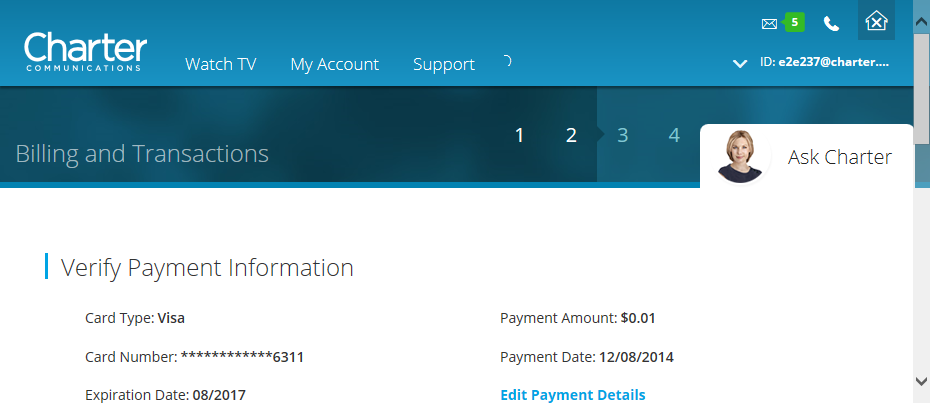 5
Charter
COMMUNICATIONS
Watch TV My Account Support
ID: e2e237@charter....
Billing and Transactions
1 2 3 4
Ask Charter
Verify Payment Information
Card Type: Visa Payment Amount: $0.01
Card Number: ************6311 Payment Date: 12/08/2014
Expiration Date: 08/2017 Edit Payment Details